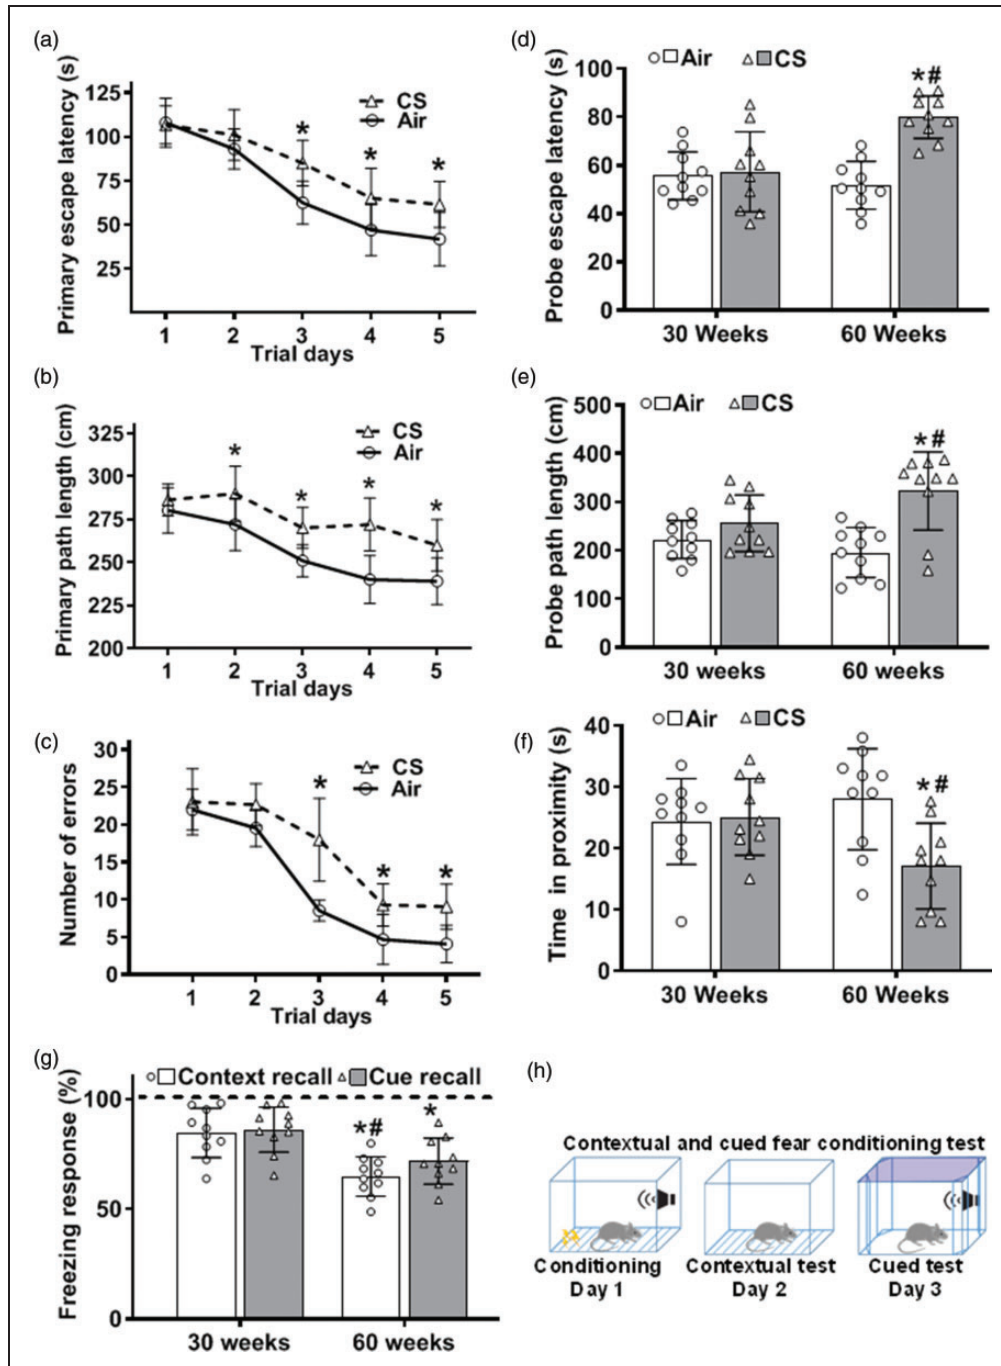 (a)
Primary escape latency (s)
125
100
75
50
25
CS
Air
*
*
*
1 2 3 4 5
Trial days
(b)
Primary path length (cm)
325
300
275
250
225
200
CS
Air
*
*
*
*
1 2 3 4 5
Trial days
(c)
Number of errors
30
25
20
15
10
5
0
CS
Air
*
*
*
1 2 3 4 5
Trial days
(d)
Probe escape latency (s)
Air CS
100
80
60
40
20
0
*#
30 Weeks 60 Weeks
(e)
Probe path length (cm)
Air CS
500
400
300
200
100
0
*#
30 weeks 60 weeks
(f)
Time in proximity (s)
Air CS
40
30
20
10
0
*#
30 Weeks 60 Weeks
(g)
Freezing response (%)
Context recall Cue recall
100
50
0
*#
*
30 weeks 60 weeks
(h)
Contextual and cued fear conditioning test
Conditioning Contextual test Cued test
Day 1 Day 2 Day 3